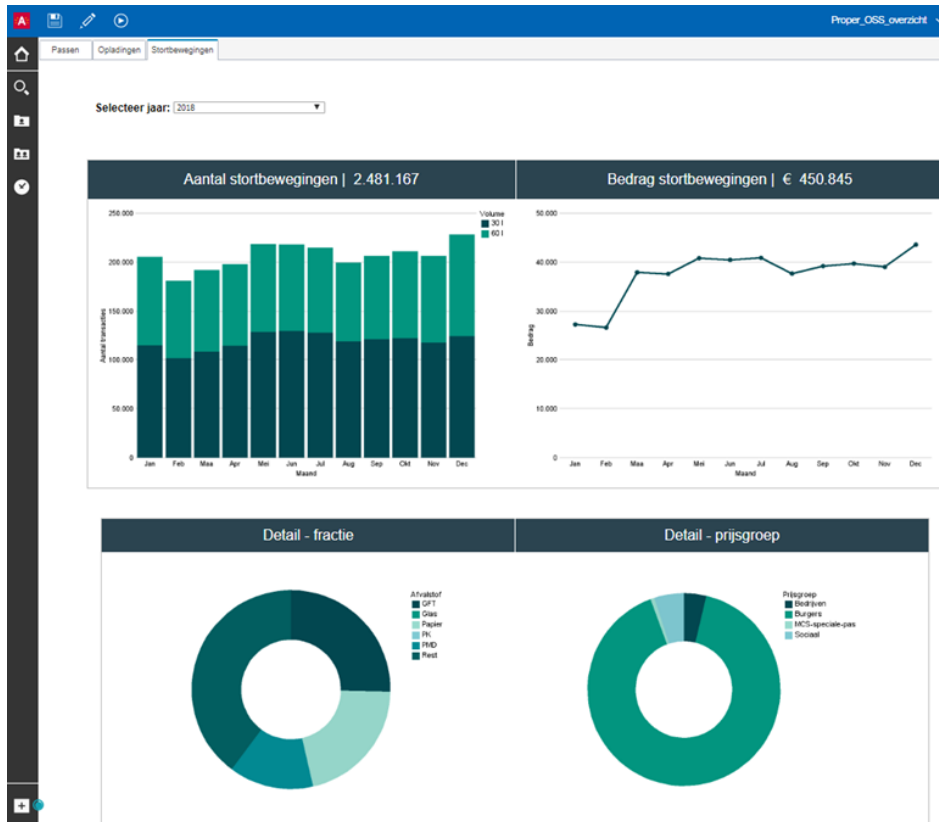 A
Proper_OSS_overzicht
Passen Opladingen Stortbewegingen
Selecteer jaar: 2018
Aantal stortbewegingen | 2.481.167
Bedrag stortbewegingen | € 450.845
250.000
200.000
150.000
100.000
50.000
0
Aantal transacties
Jan Feb Maa Apr Mei Jun Jul Aug Sep Okt Nov Dec
Maand
Volume
30 l
60 l
50.000
40.000
30.000
20.000
10.000
0
Bedrag
Jan Feb Maa Apr Mei Jun Jul Aug Sep Okt Nov Dec
Maand
Detail - fractie
Detail - prijsgroep
Afvalstof
GFT
Glas
Papier
PK
PMD
Rest
Prijsgroep
Bedrijven
Burgers
MCS-speciale-pas
Sociaal